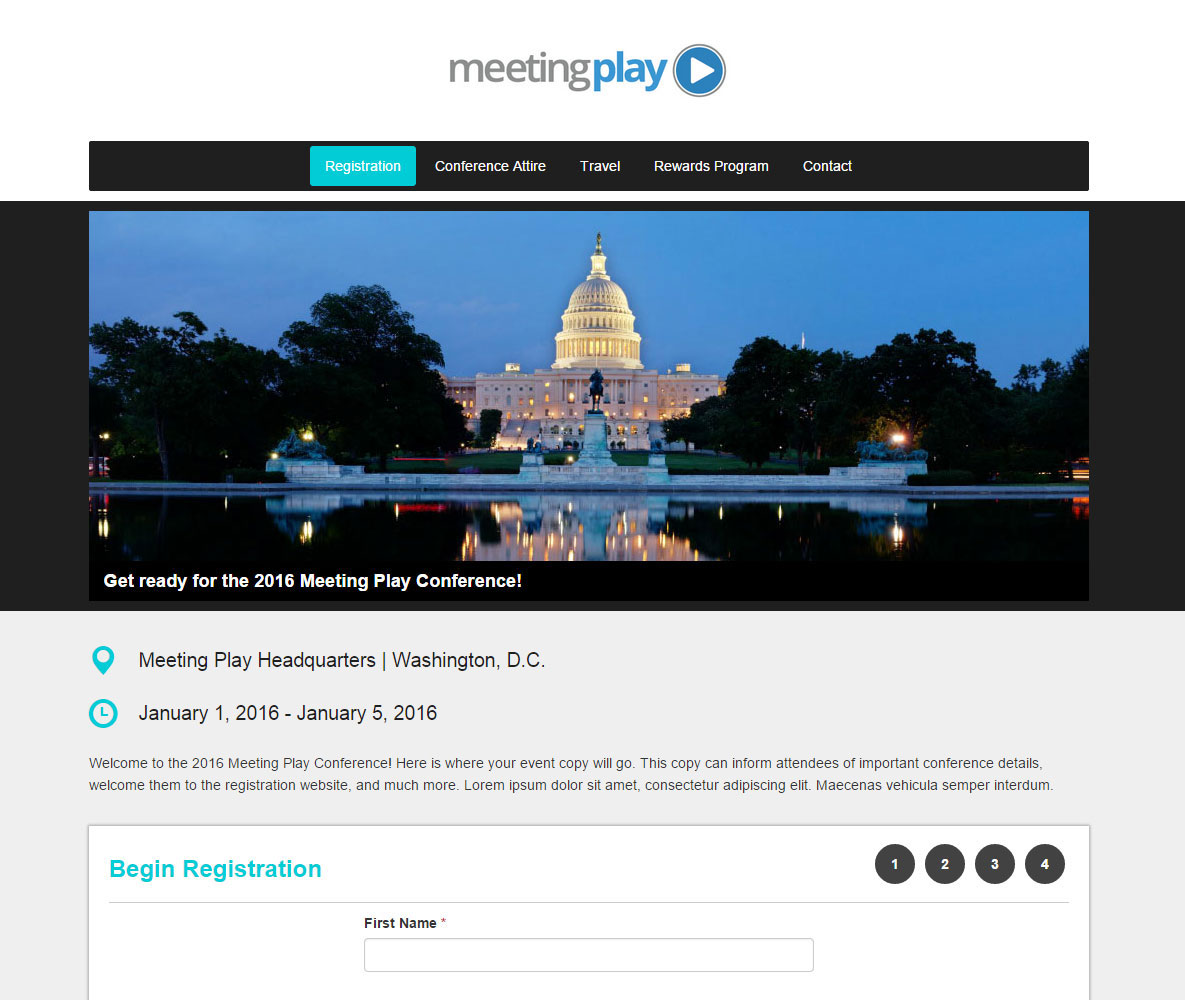 meetingplay
Registration Conference Attire Travel Rewards Program Contact
Get ready for the 2016 Meeting Play Conference!
Meeting Play Headquarters | Washington, D.C.
January 1, 2016 - January 5, 2016
Welcome to the 2016 Meeting Play Conference! Here is where your event copy will go. This copy can inform attendees of important conference details,
welcome them to the registration website, and much more. Lorem ipsum dolor sit amet, consectetur adipiscing elit. Maecenas vehicula semper interdum.
Begin Registration 1 2 3 4
First Name *